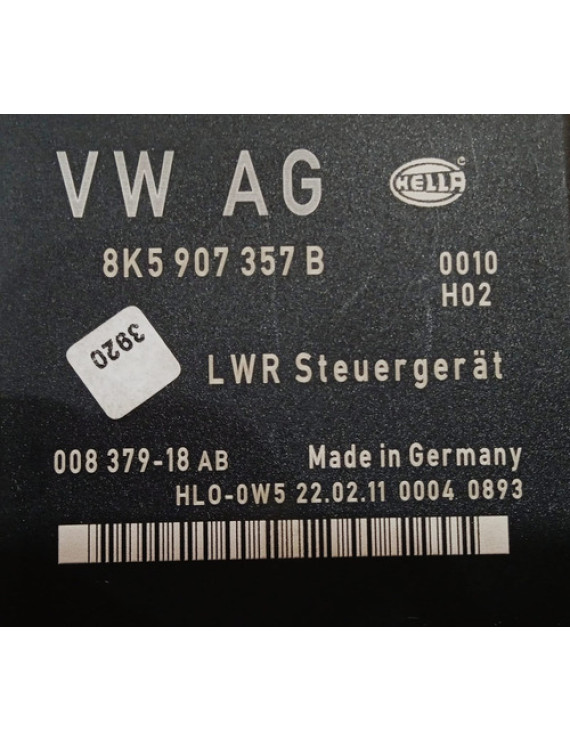 VW AG HELLA ©
8K5 907 357 B 0010
H02
3920
LWR Steuergerät
008 379-18 AB Made in Germany
HLO-0W5 22.02.11 0004 0893